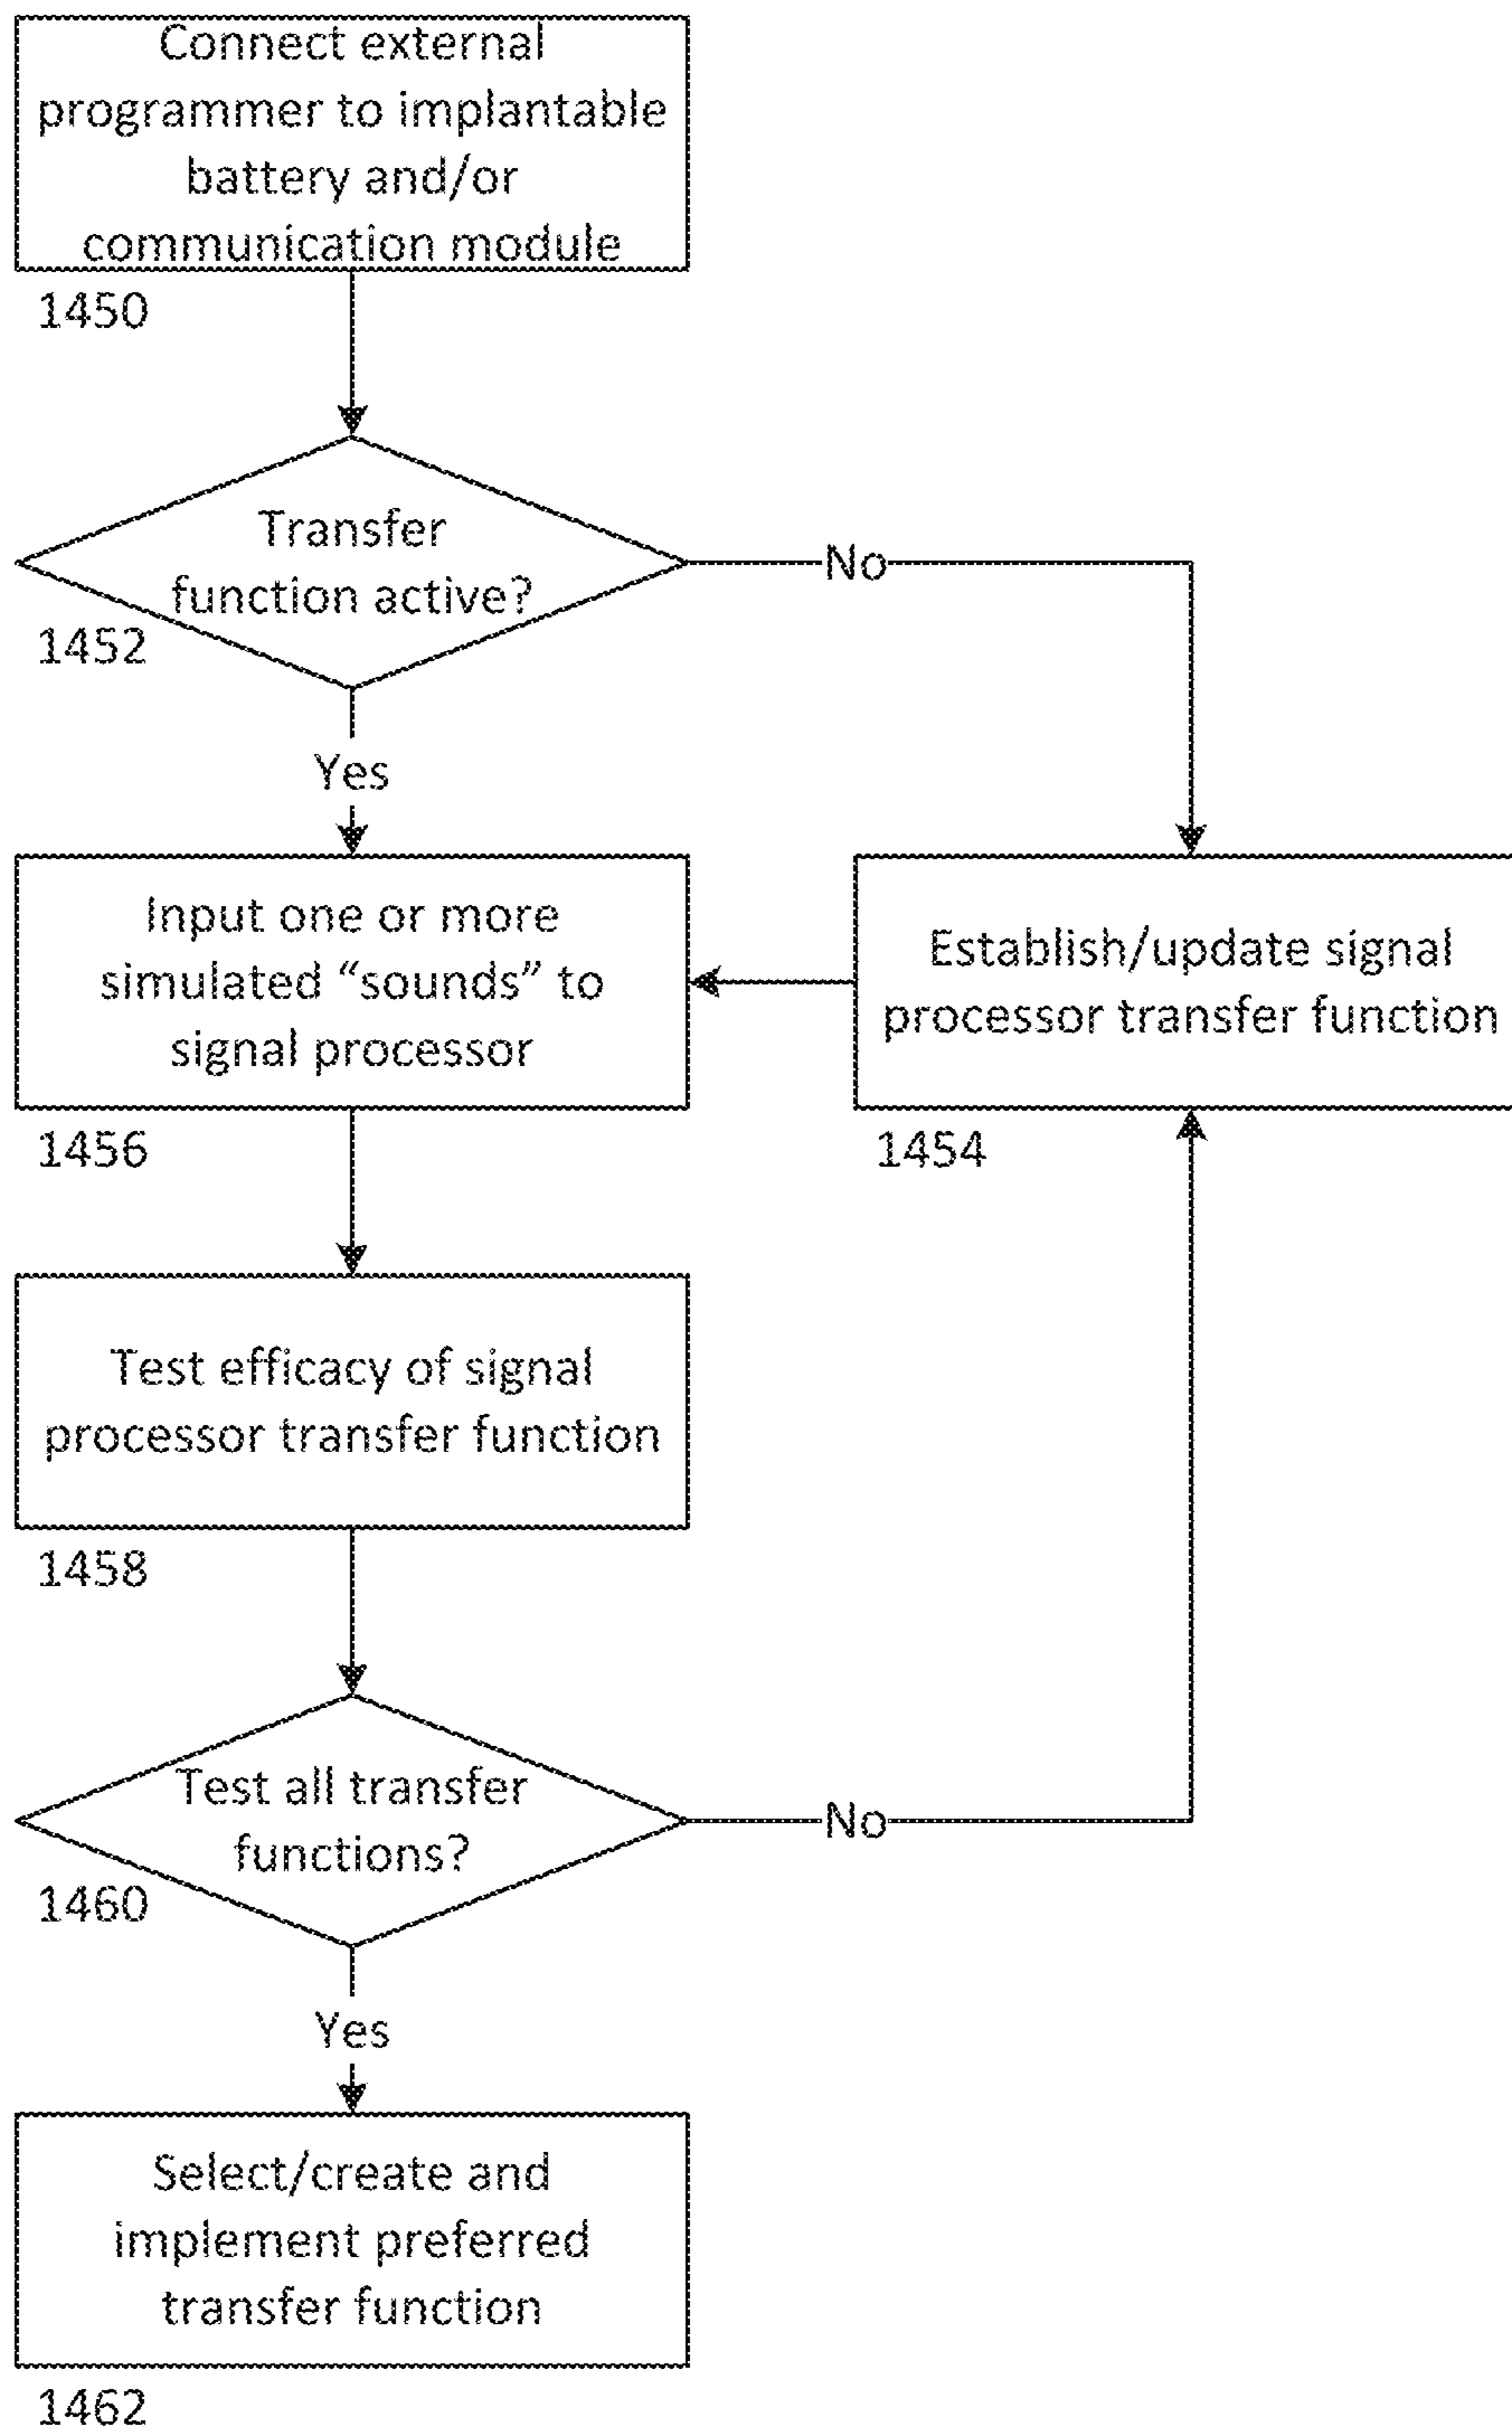 Connect external
programmer to implantable
battery and/or
communication module
1450
Transfer
function active?
1452
No
Yes
Input one or more
simulated “sounds” to
signal processor
1456
Establish/update signal
processor transfer function
1454
Test efficacy of signal
processor transfer function
1458
Test all transfer
functions?
1460
No
Yes
Select/create and
implement preferred
transfer function
1462